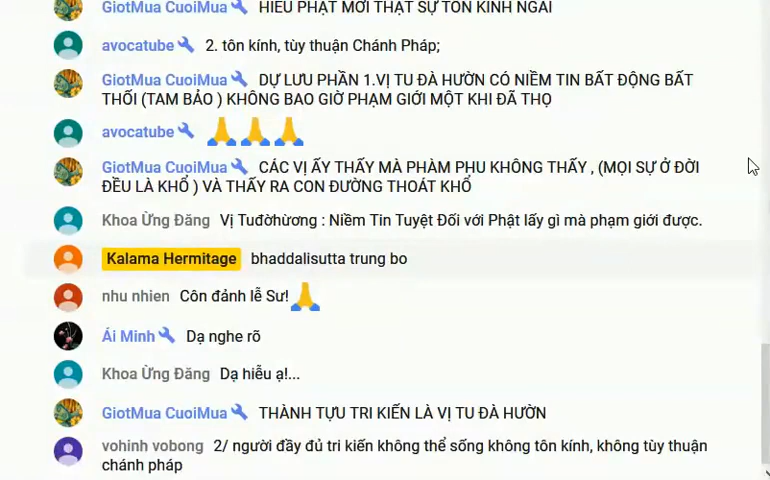 GiotMua CuoiMua HIỂU PHẬT MỚI THẬT SỰ TÔN KÍNH NGÀI
avocatube 2. tôn kính, tùy thuận Chánh Pháp;
GiotMua CuoiMua DỰ LƯU PHẦN 1.VỊ TU ĐÀ HƯỜN CÓ NIỀM TIN BẤT ĐỘNG BẤT
THỐI (TAM BẢO ) KHÔNG BAO GIỜ PHẠM GIỚI MỘT KHI ĐÃ THỌ
avocatube
GiotMua CuoiMua CÁC VỊ ẤY THẤY MÀ PHÀM PHU KHÔNG THẤY , (MỌI SỰ Ở ĐỜI
ĐỀU LÀ KHỔ ) VÀ THẤY RA CON ĐƯỜNG THOÁT KHỔ
Khoa Ừng Đăng Vị Tuđờhừơng : Niềm Tin Tuyệt Đối với Phật lấy gì mà phạm giới được.
Kalama Hermitage bhaddalisutta trung bo
nhu nhien Côn đảnh lễ Sư!
Ái Minh Dạ nghe rõ
Khoa Ừng Đăng Dạ hiễu ạ!...
GiotMua CuoiMua THÀNH TỰU TRI KIẾN LÀ VỊ TU ĐÀ HƯỜN
vohinh vobong 2/ người đầy đủ tri kiến không thể sống không tôn kính, không tùy thuận
chánh pháp